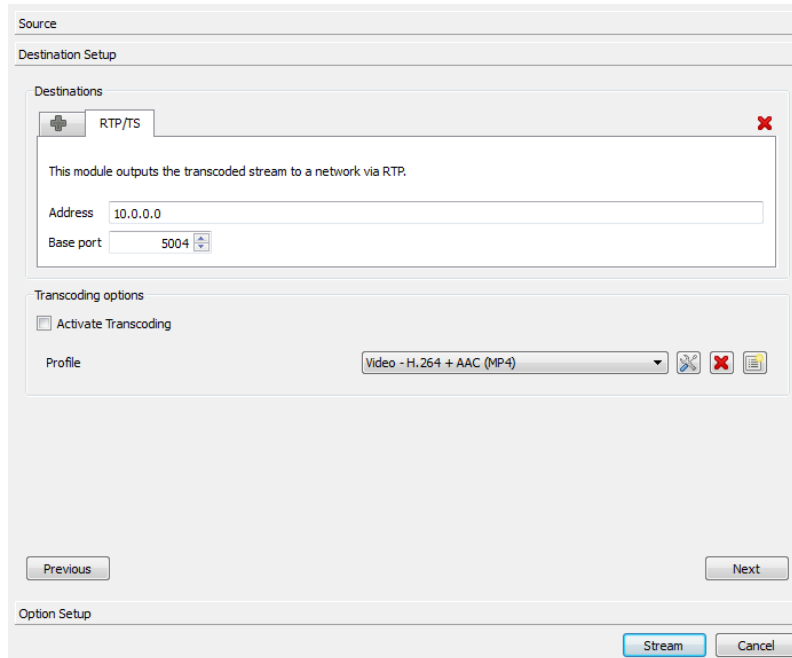 Source
Destination Setup
Destinations
RTP/TS
This module outputs the transcoded stream to a network via RTP.
Address 10.0.0.0
Base port 5004
Transcoding options
Activate Transcoding
Profile Video - H.264 + AAC (MP4)
Previous Next
Option Setup
Stream Cancel